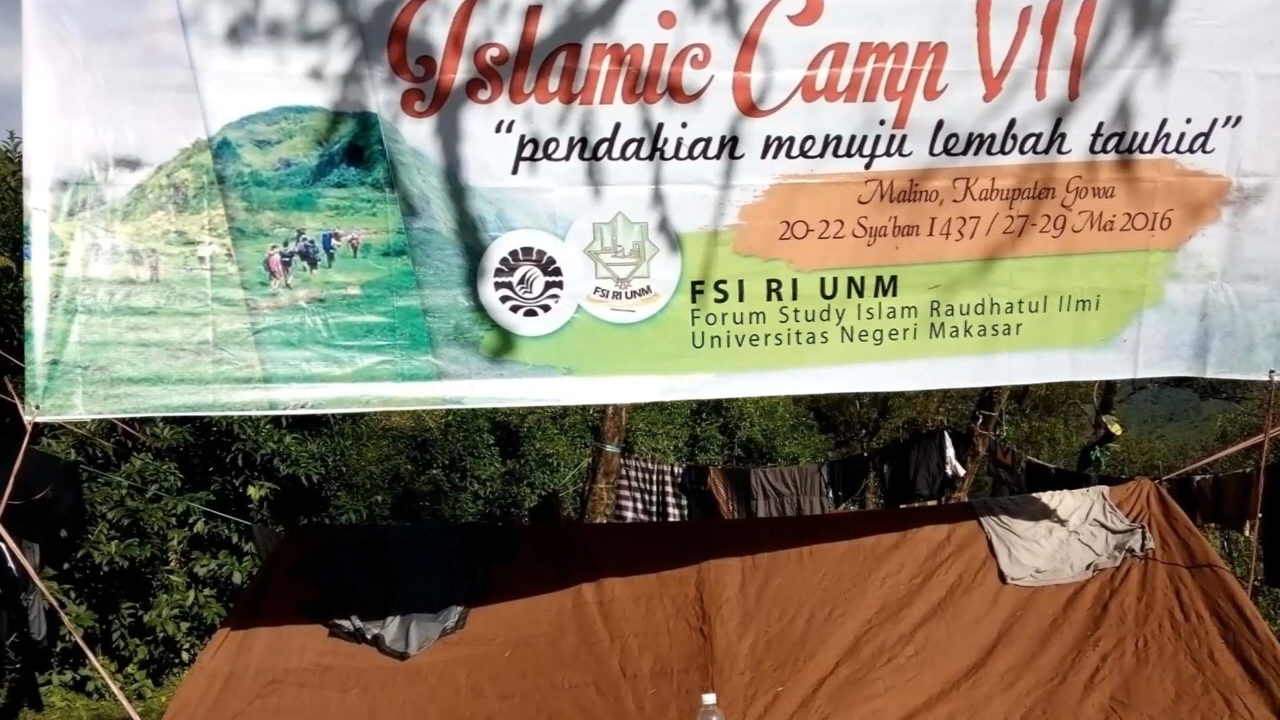 Islamic Camp VII
“pendakian menuju lembah tauhid”
Malino, Kabupaten Gowa
20-22 Sya'ban 1437 / 27-29 Mei 2016
FSI RI UNM
FSI RI UNM
Forum Study Islam Raudhatul Ilmi
Universitas Negeri Makasar